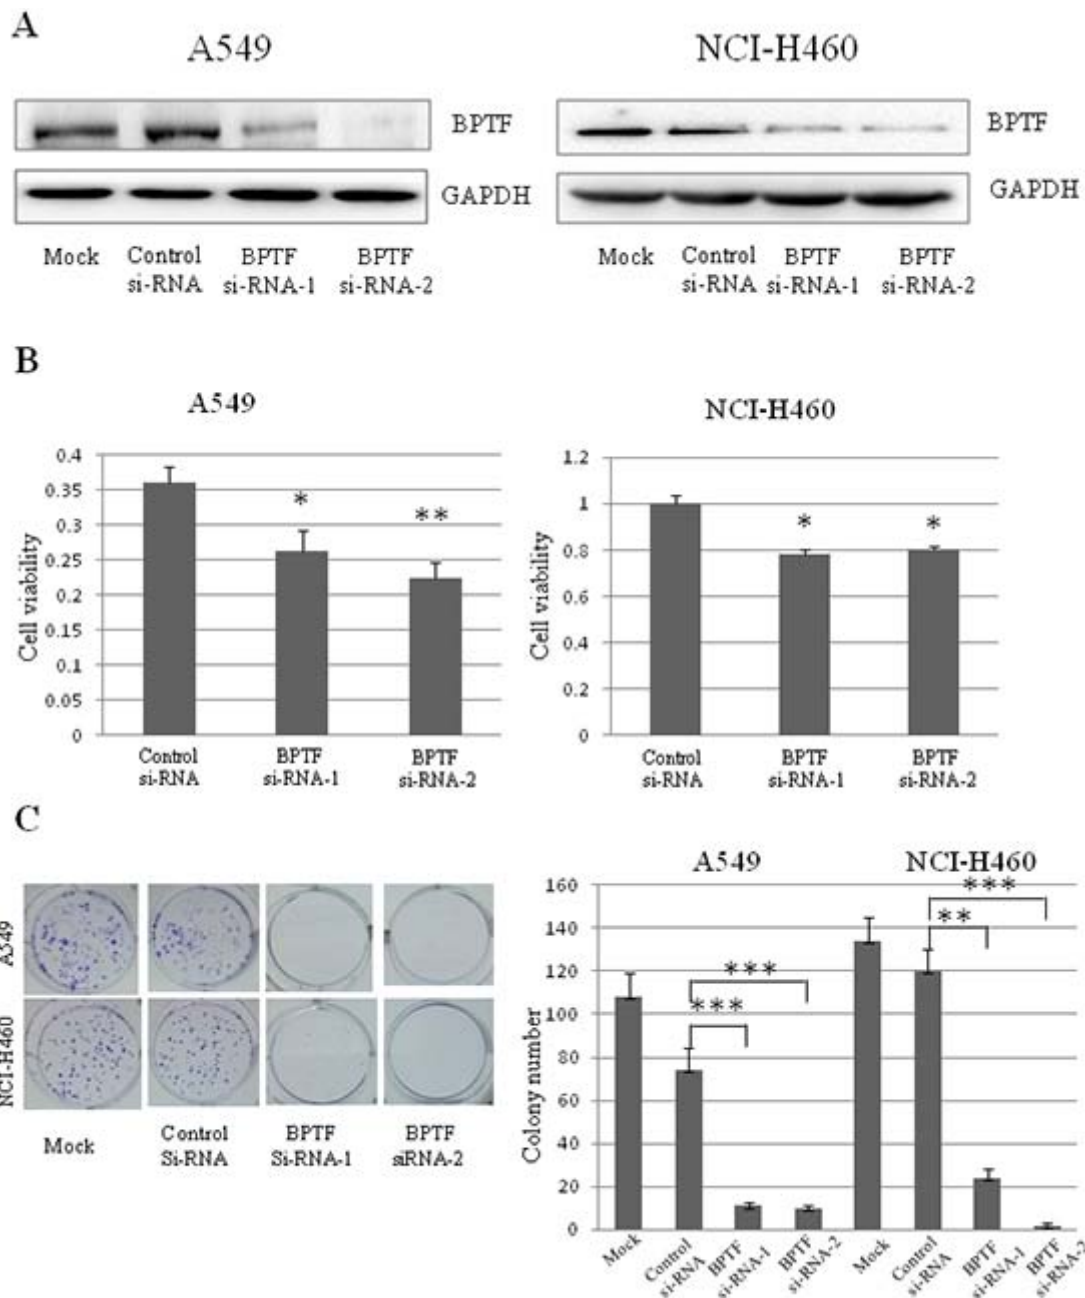 A
A549
NCI-H460
BPTF
BPTF
GAPDH
GAPDH
Mock
Control
si-RNA
BPTF
si-RNA-1
BPTF
si-RNA-2
Mock
Control
si-RNA
BPTF
si-RNA-1
BPTF
si-RNA-2
B
A549
Cell viability
0.4
0.35
0.3
0.25
0.2
0.15
0.1
0.05
0
*
**
Control
si-RNA
BPTF
si-RNA-1
BPTF
si-RNA-2
NCI-H460
Cell viability
1.2
1
0.8
0.6
0.4
0.2
0
*
*
Control
si-RNA
BPTF
si-RNA-1
BPTF
si-RNA-2
C
A549
NCI-H460
Mock
Control
Si-RNA
BPTF
Si-RNA-1
BPTF
siRNA-2
A549
NCI-H460
Colony number
160
140
120
100
80
60
40
20
0
***
***
***
**
Mock
Control
si-RNA
BPTF
si-RNA-1
BPTF
si-RNA-2
Mock
Control
si-RNA
BPTF
si-RNA-1
BPTF
si-RNA-2